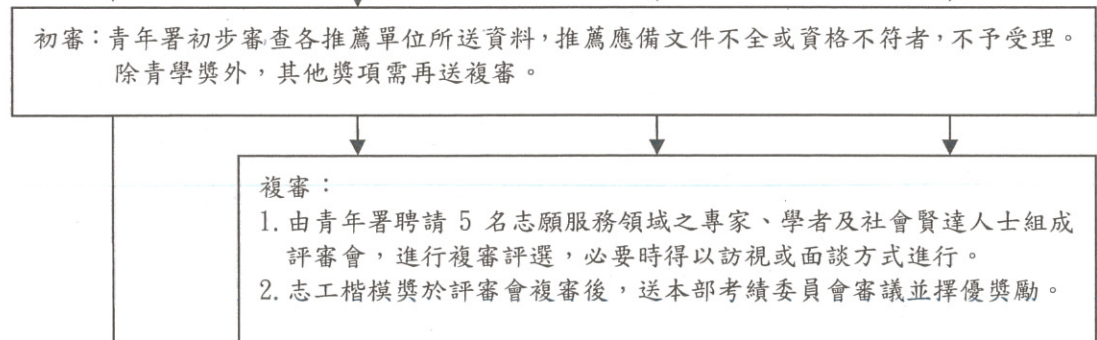 初審：青年署初步審查各推薦單位所送資料，推薦應備文件不全或資格不符者，不予受理。
除青學獎外，其他獎項需再送複審。
複審：
1.由青年署聘請 5 名志願服務領域之專家、學者及社會賢達人士組成
評審會，進行複審評選，必要時得以訪視或面談方式進行。
2.志工楷模獎於評審會複審後，送本部考績委員會審議並擇優獎勵。